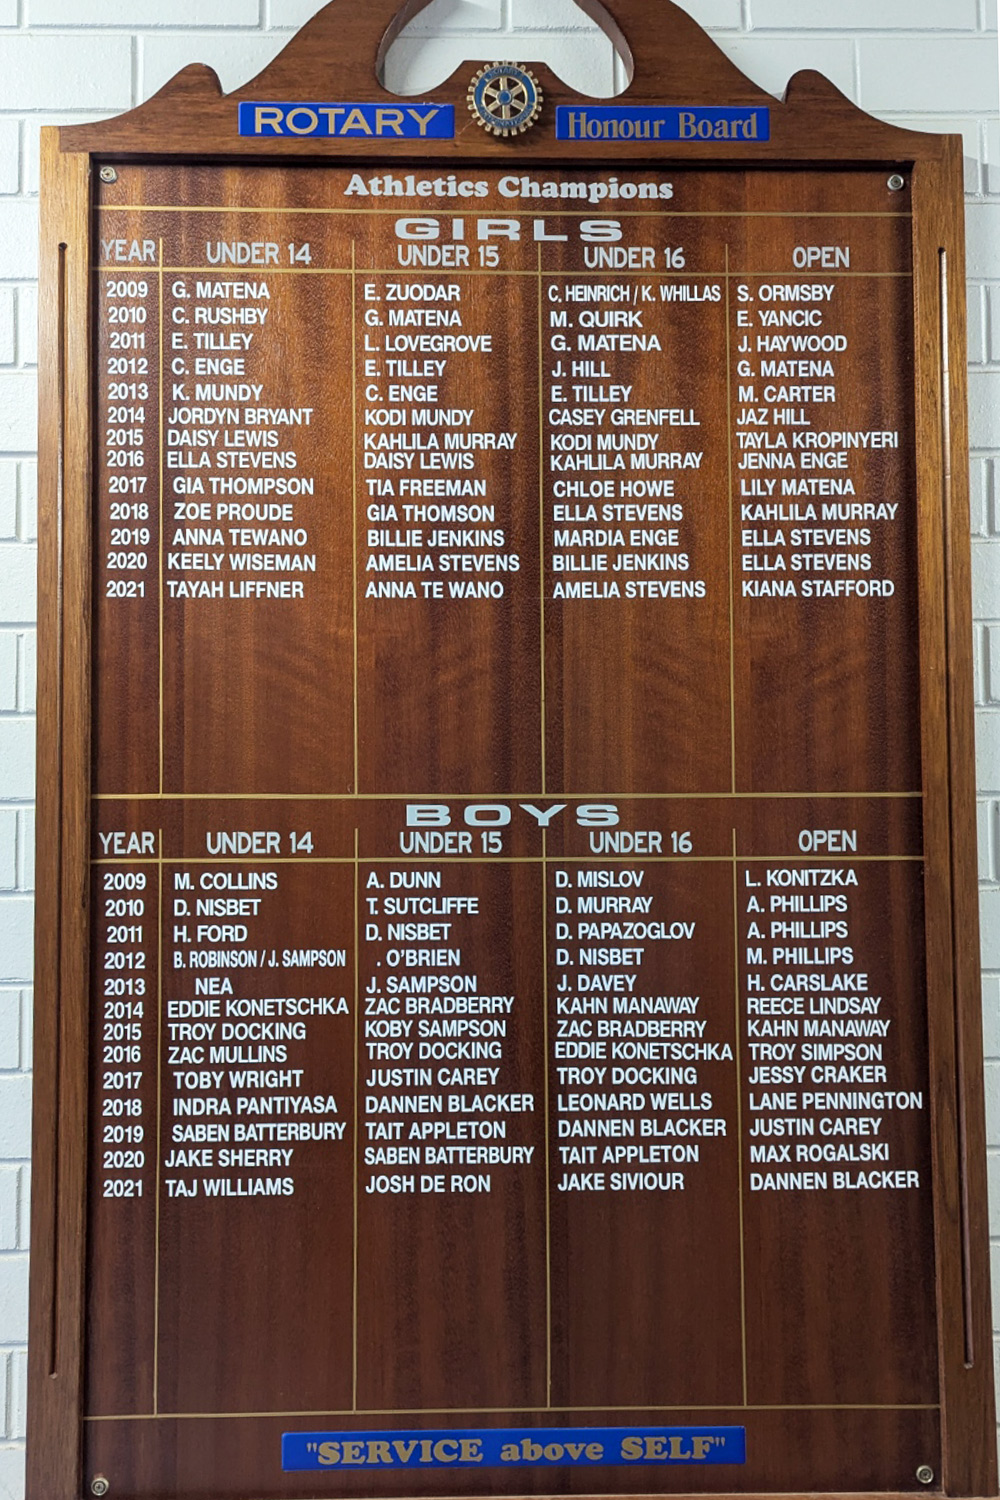 ROTARY Honour Board
Athletics Champions
GIRLS
YEAR UNDER 14 UNDER 15 UNDER 16 OPEN
2009 G. MATENA E. ZUODAR C. HEINRICH / K. WHILLAS S. ORMSBY
2010 C. RUSHBY G. MATENA M. QUIRK E. YANCIC
2011 E. TILLEY L. LOVEGROVE G. MATENA J. HAYWOOD
2012 C. ENGE E. TILLEY J. HILL G. MATENA
2013 K. MUNDY C. ENGE E. TILLEY M. CARTER
2014 JORDYN BRYANT KODI MUNDY CASEY GRENFELL JAZ HILL
2015 DAISY LEWIS KAHLILA MURRAY KODI MUNDY TAYLA KROPINYERI
2016 ELLA STEVENS DAISY LEWIS KAHLILA MURRAY JENNA ENGE
2017 GIA THOMPSON TIA FREEMAN CHLOE HOWE LILY MATENA
2018 ZOE PROUDE GIA THOMSON ELLA STEVENS KAHLILA MURRAY
2019 ANNA TEWANO BILLIE JENKINS MARDIA ENGE ELLA STEVENS
2020 KEELY WISEMAN AMELIA STEVENS BILLIE JENKINS ELLA STEVENS
2021 TAYAH LIFFNER ANNA TE WANO AMELIA STEVENS KIANA STAFFORD
BOYS
YEAR UNDER 14 UNDER 15 UNDER 16 OPEN
2009 M. COLLINS A. DUNN D. MISLOV L. KONITZKA
2010 D. NISBET T. SUTCLIFFE D. MURRAY A. PHILLIPS
2011 H. FORD D. NISBET D. PAPAZOGLOV A. PHILLIPS
2012 B. ROBINSON / J. SAMPSON . O'BRIEN D. NISBET M. PHILLIPS
2013 NEA J. SAMPSON J. DAVEY H. CARSLAKE
2014 EDDIE KONETSCHKA ZAC BRADBERRY KAHN MANAWAY REECE LINDSAY
2015 TROY DOCKING KOBY SAMPSON ZAC BRADBERRY KAHN MANAWAY
2016 ZAC MULLINS TROY DOCKING EDDIE KONETSCHKA TROY SIMPSON
2017 TOBY WRIGHT JUSTIN CAREY TROY DOCKING JESSY CRAKER
2018 INDRA PANTIYASA DANNEN BLACKER LEONARD WELLS LANE PENNINGTON
2019 SABEN BATTERBURY TAIT APPLETON DANNEN BLACKER JUSTIN CAREY
2020 JAKE SHERRY SABEN BATTERBURY TAIT APPLETON MAX ROGALSKI
2021 TAJ WILLIAMS JOSH DE RON JAKE SIVIOUR DANNEN BLACKER
"SERVICE above SELF"